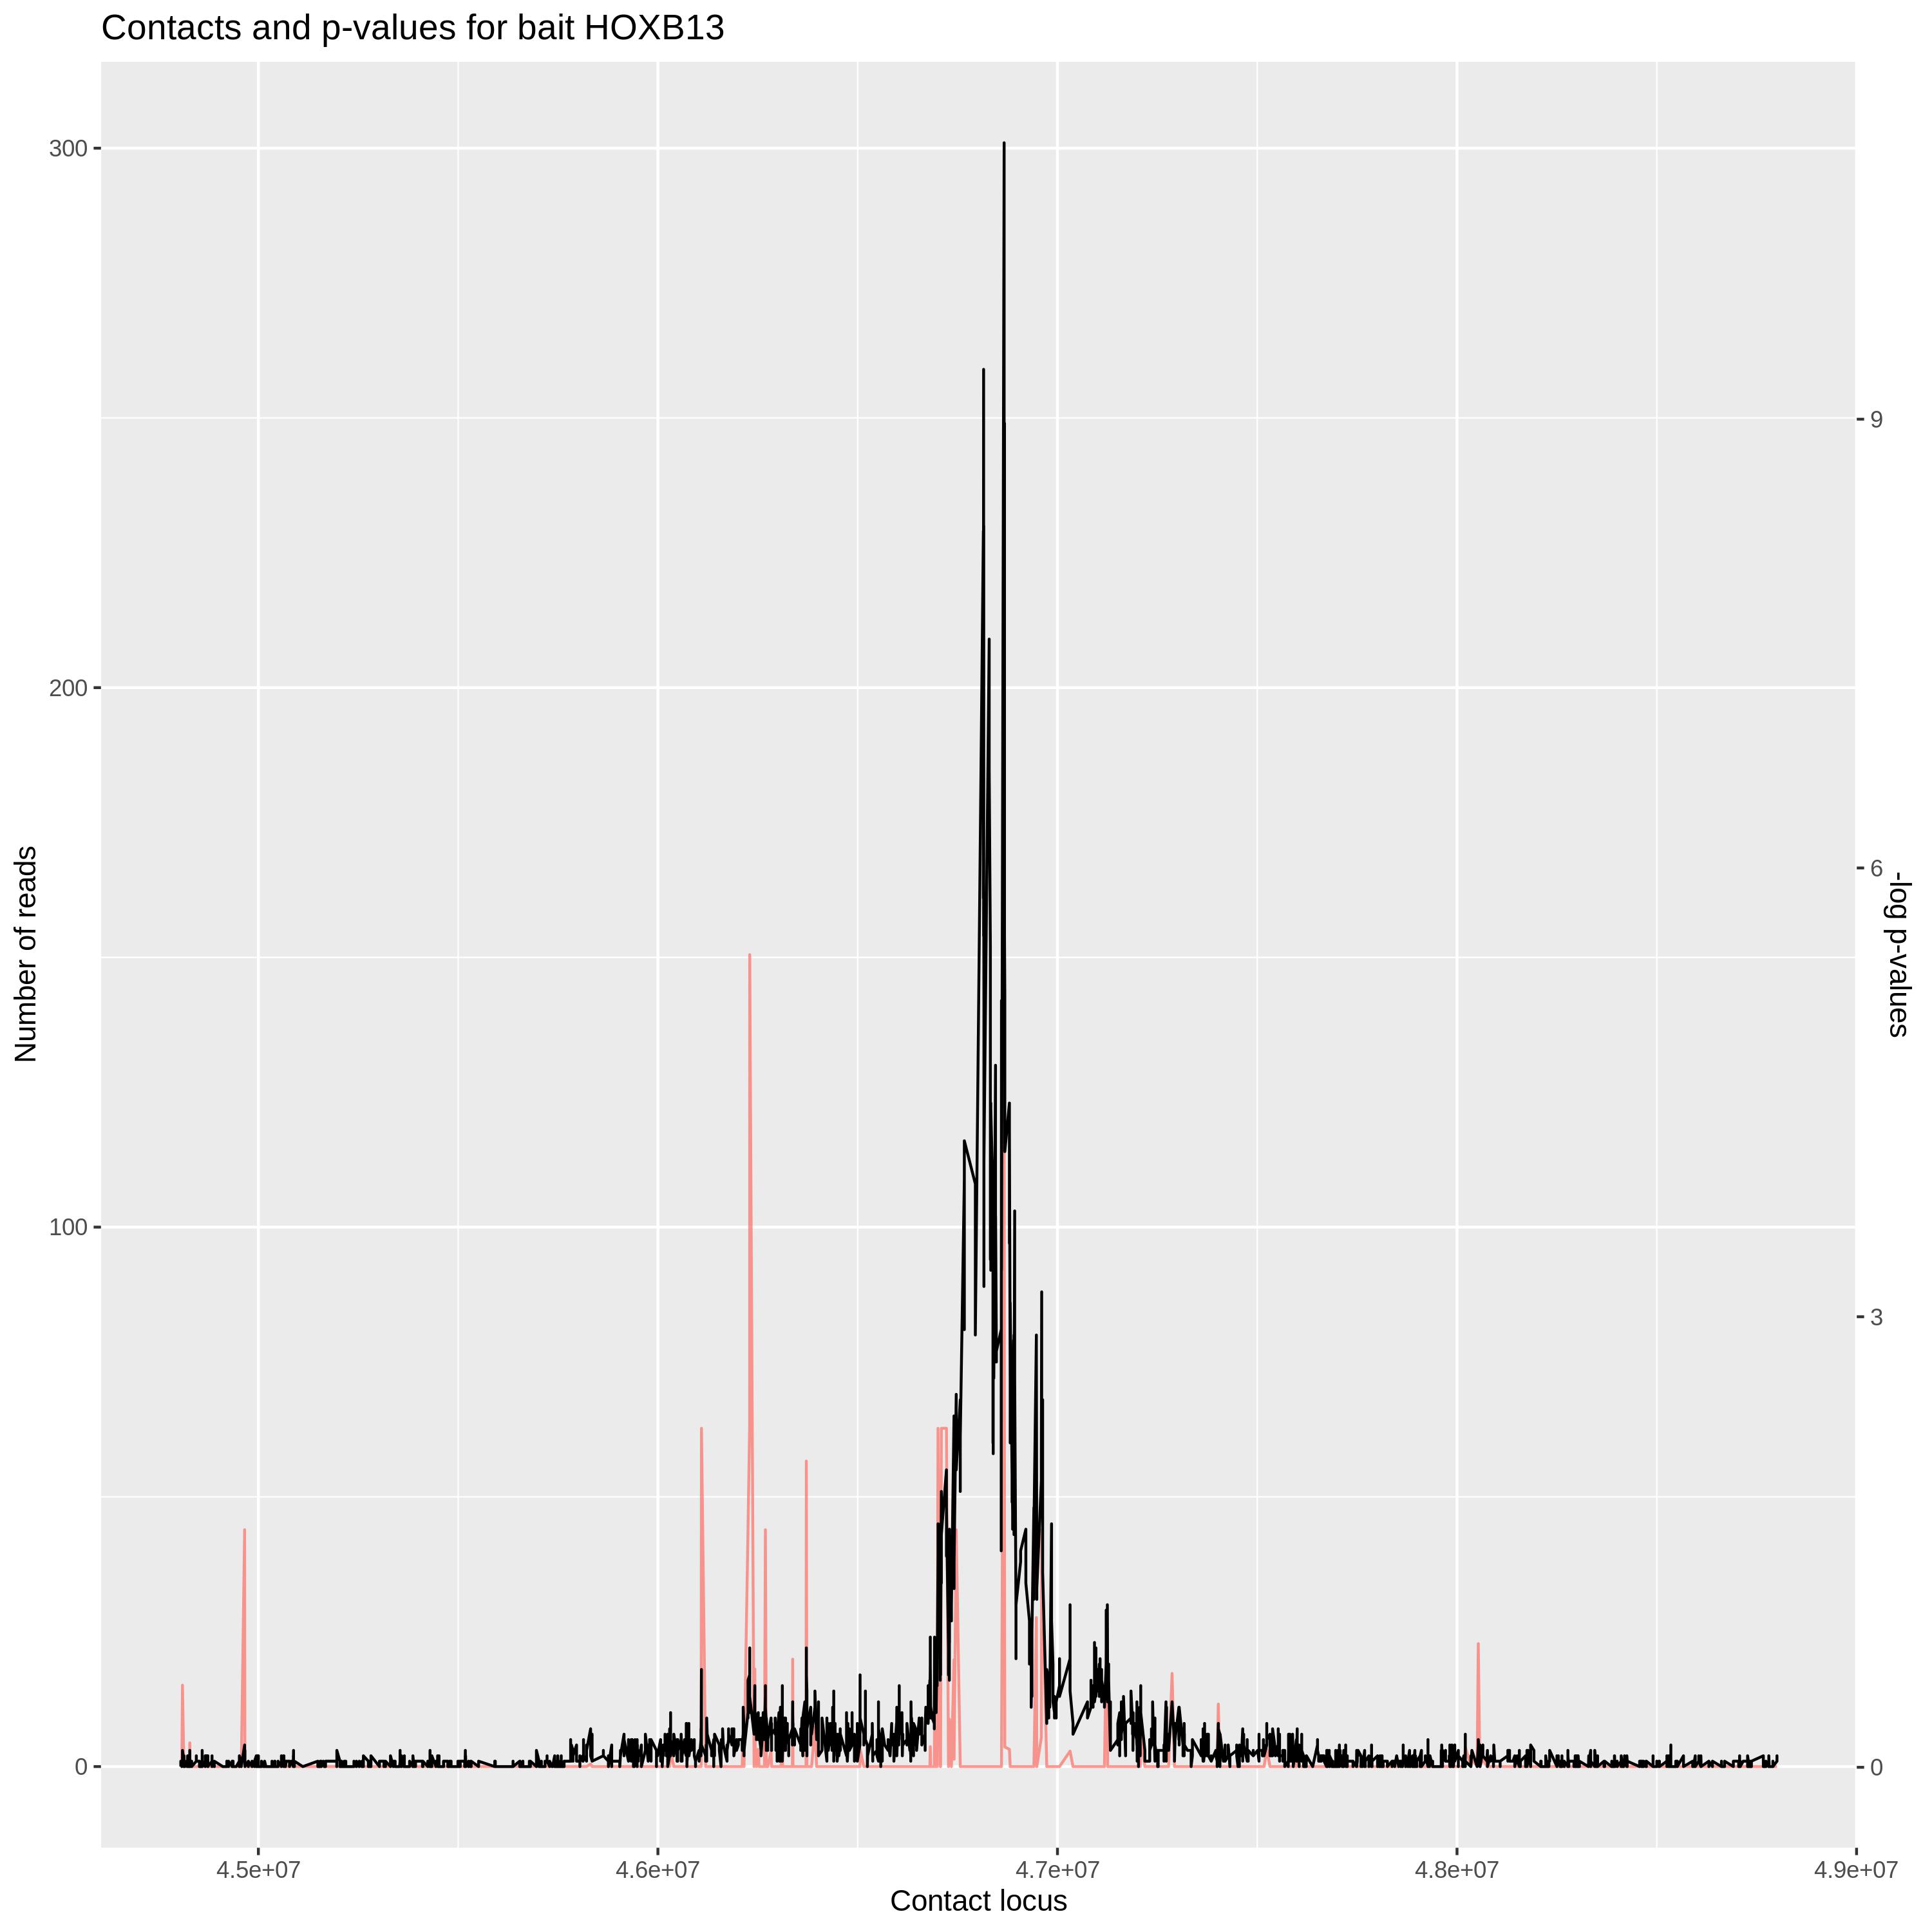 Contacts and p-values for bait HOXB13
300
200
100
0
Number of reads
9
6
3
0
-log p-values
4.5e+07
4.6e+07
4.7e+07
4.8e+07
4.9e+07
Contact locus